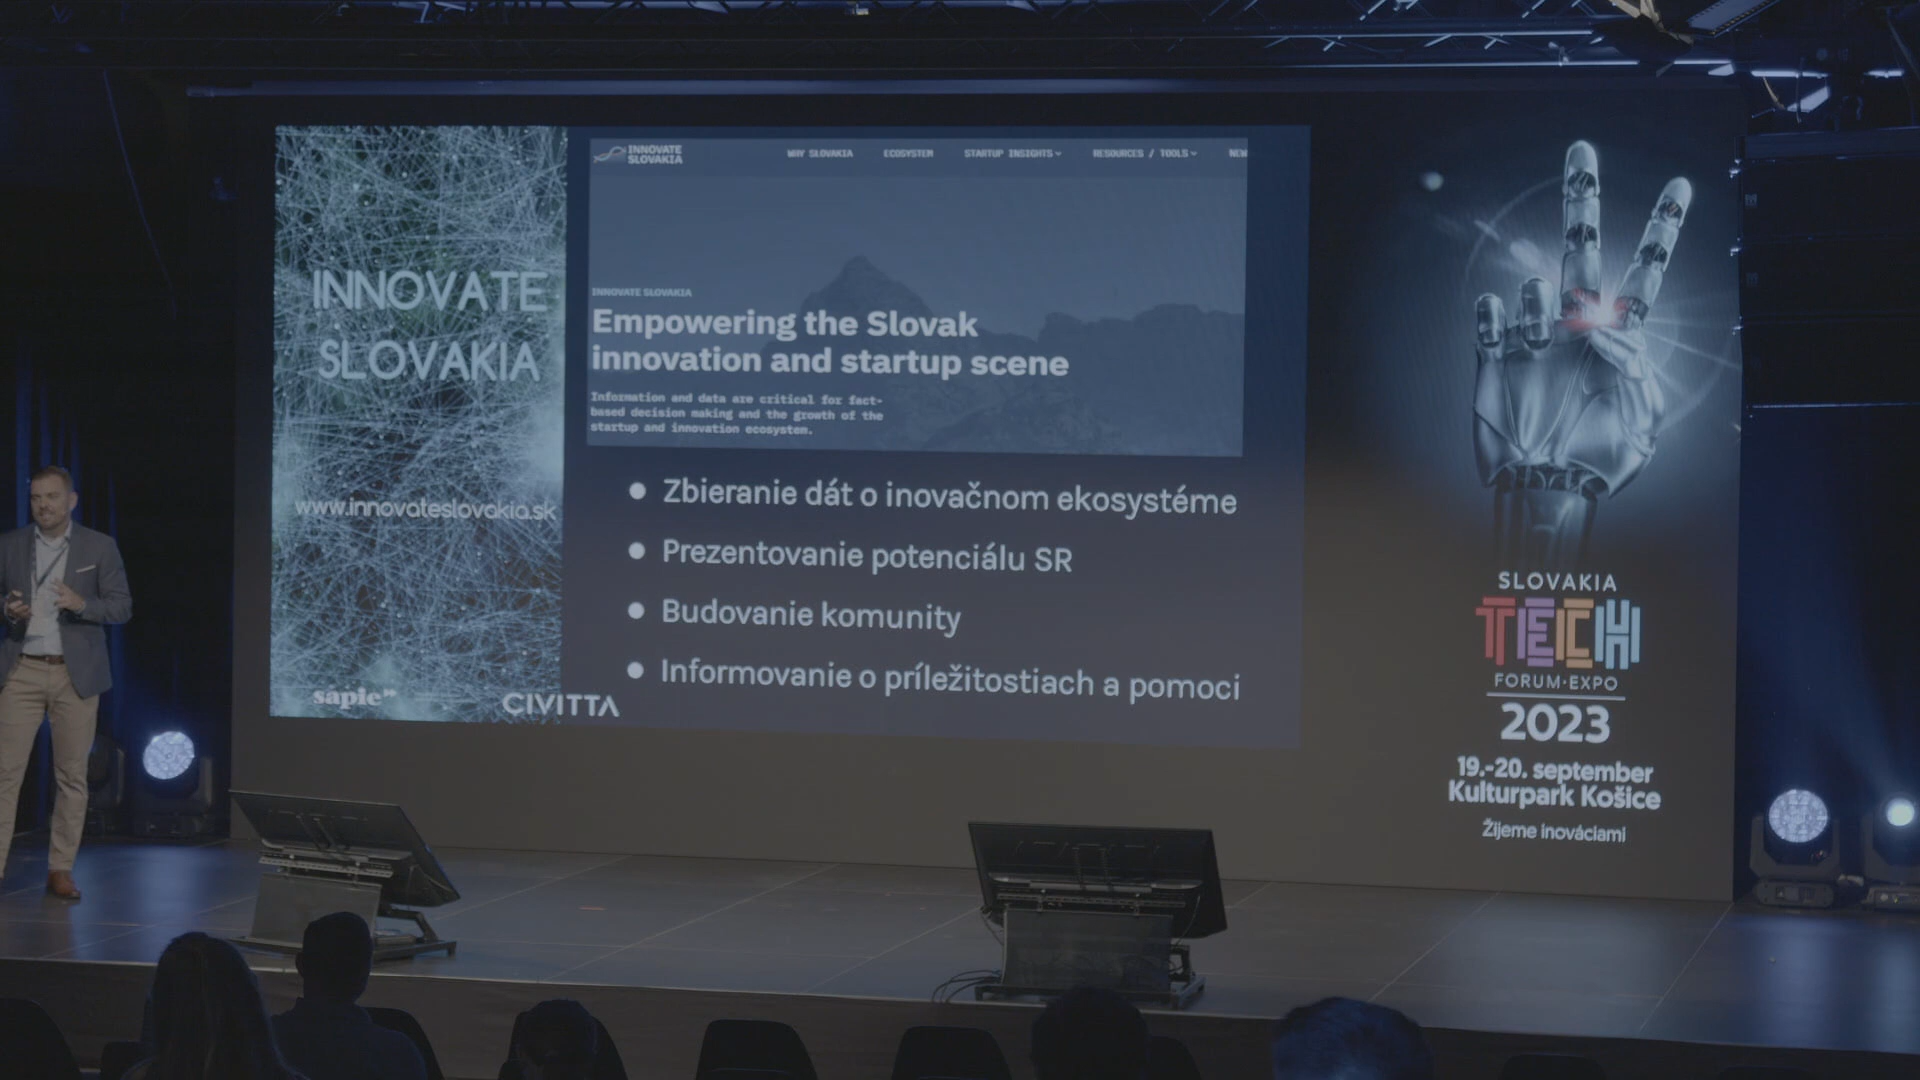 INNOVATE
SLOVAKIA
www.innovateslovakia.sk
sapie
CIVITTA
INNOVATE
SLOVAKIA
WHY SLOVAKIA
ECOSYSTEM
STARTUP INSIGHTS
RESOURCES / TOOLS
NEW
INNOVATE SLOVAKIA
Empowering the Slovak
innovation and startup scene
Information and data are critical for fact-
based decision making and the growth of the
startup and innovation ecosystem.
Zbieranie dát o inovačnom ekosystéme
Prezentovanie potenciálu SR
Budovanie komunity
Informovanie o príležitostiach a pomoci
SLOVAKIA
TECH
FORUM·EXPO
2023
19.-20. september
Kulturpark Košice
Žijeme inováciami